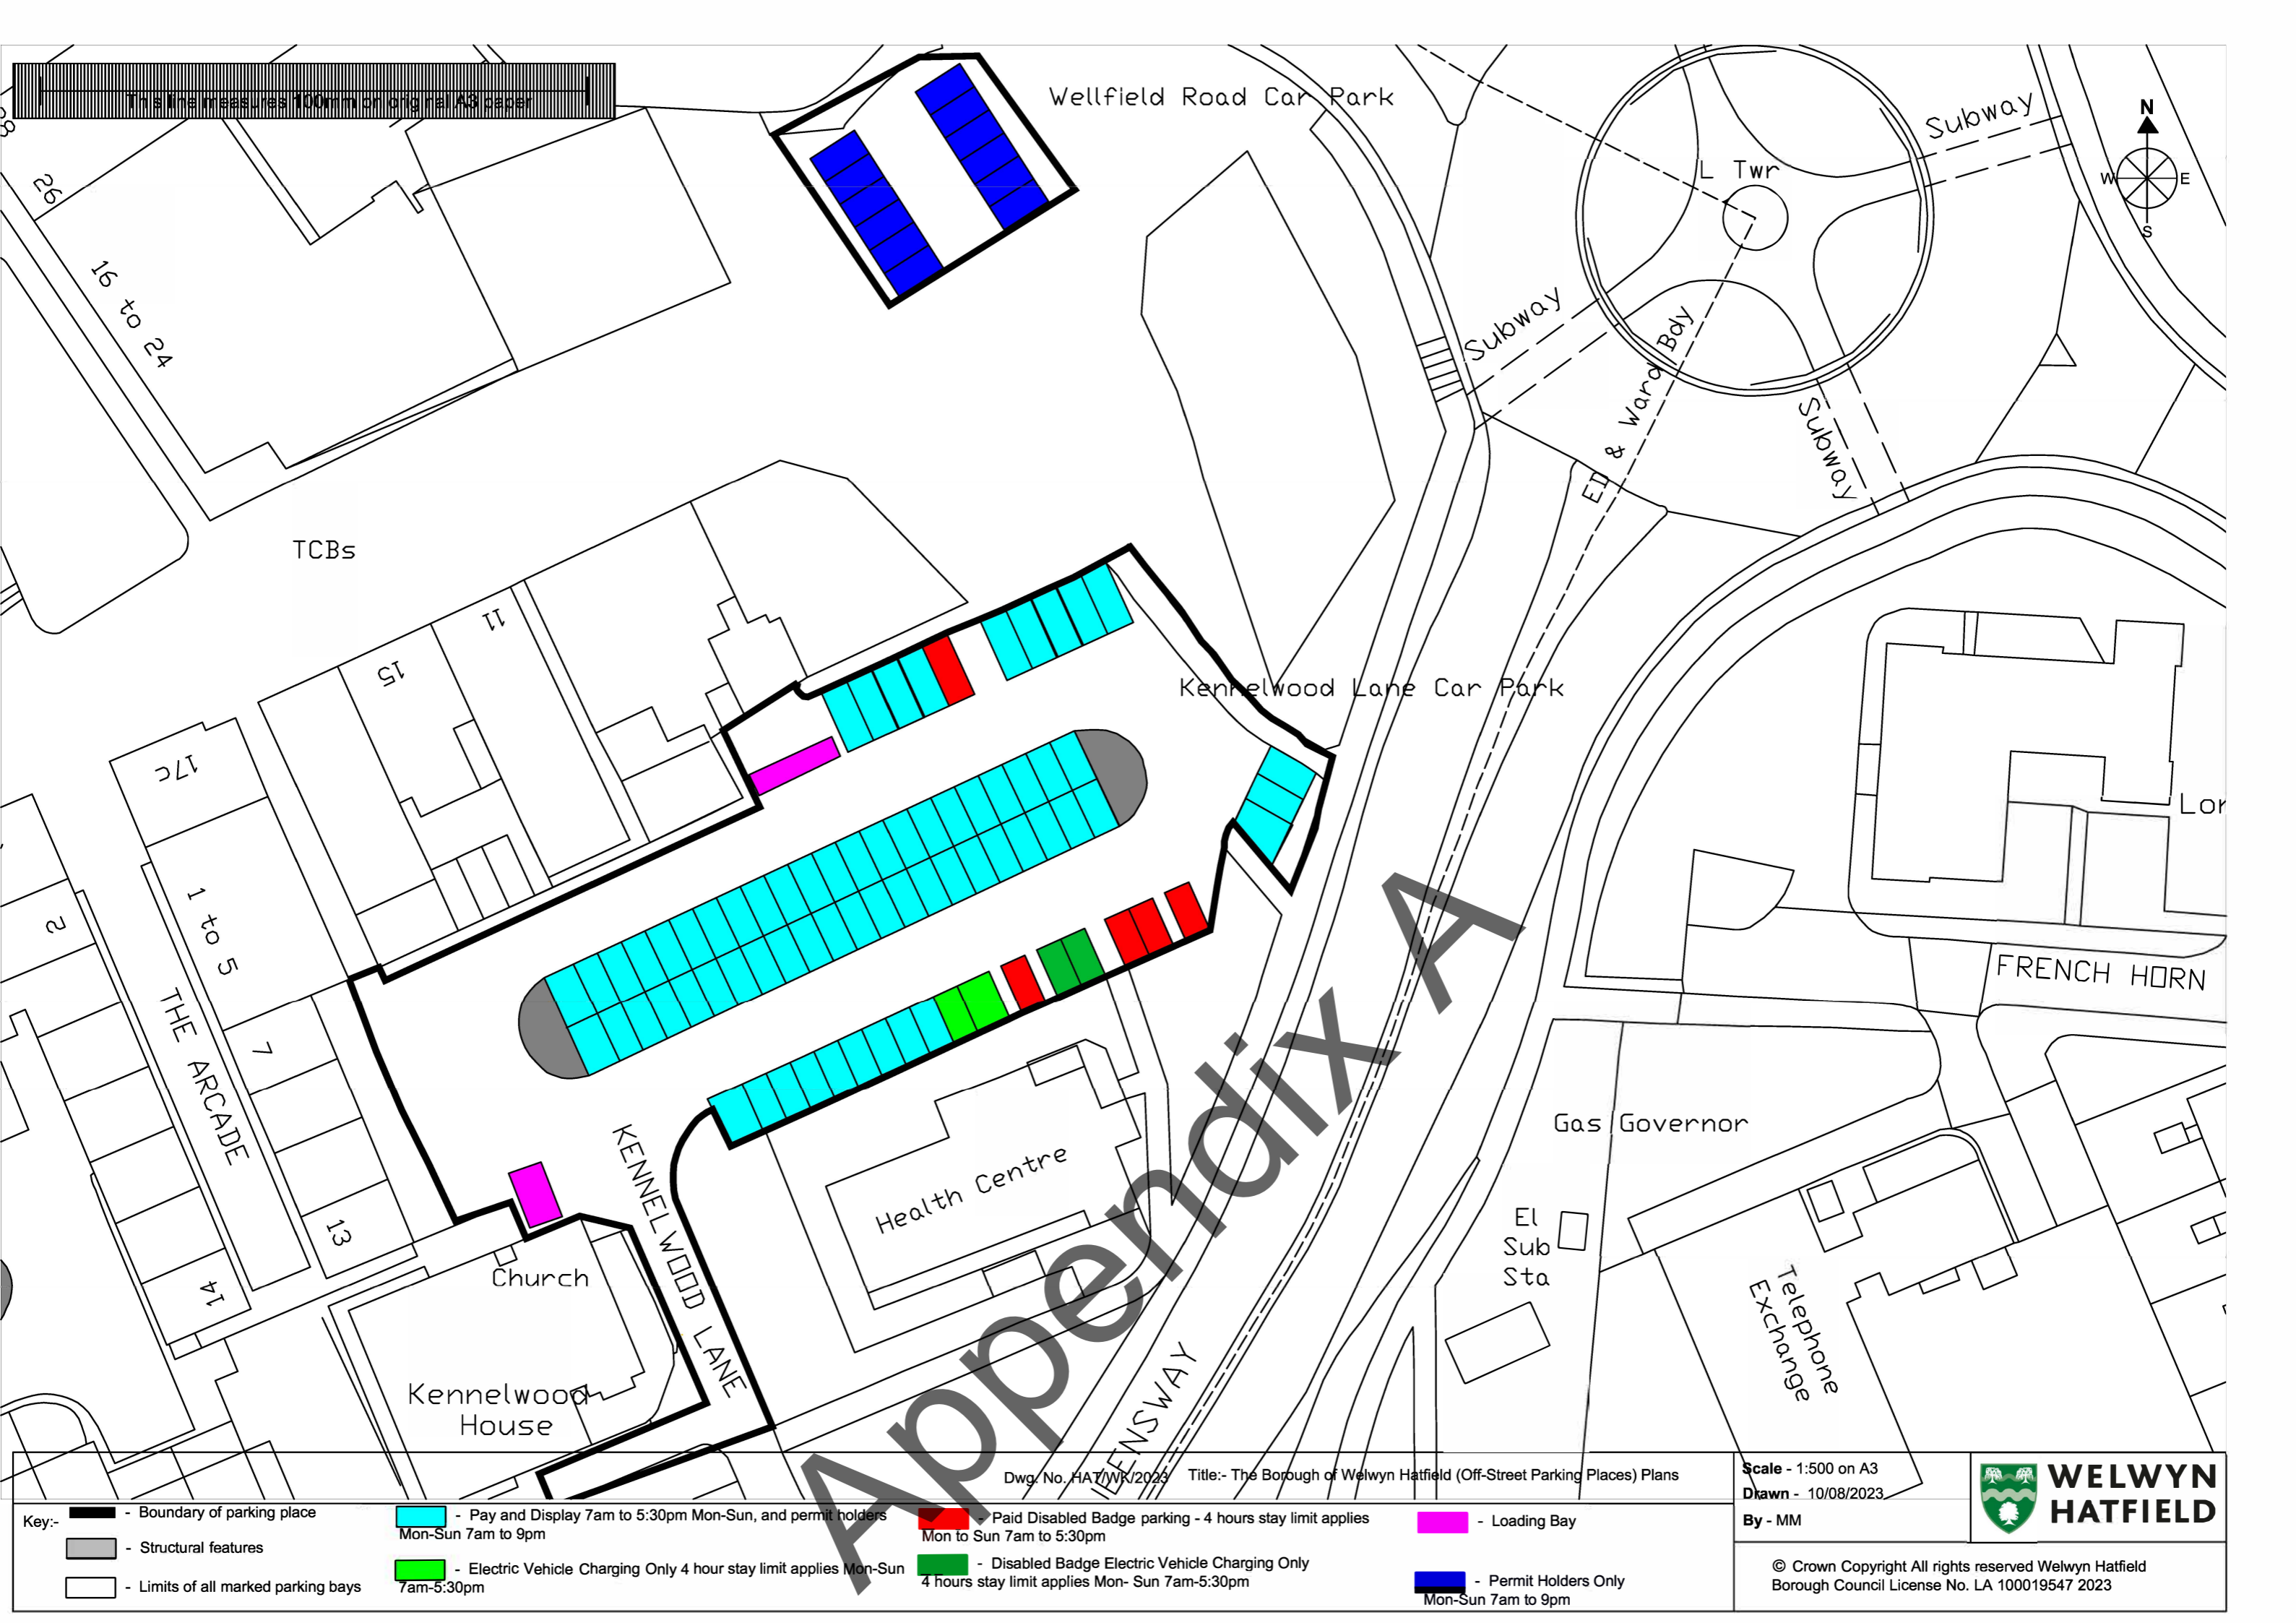 This line measures 100mm on original A3 paper
Wellfield Road Car Park
Subway
N
W E
S
L Twr
26
16 to 24
Subway
ED & Ward Bdy
Subway
TCBs
11
15
17c
Kennelwood Lane Car Park
2
1 to 5
THE ARCADE
7
13
14
KENNELWOOD LANE
Health Centre
Church
Kennelwood
House
FRENCH HORN
Gas Governor
El
Sub
Sta
Telephone
Exchange
Appendix A
Dwg. No. HAT/WK/2023 Title:- The Borough of Welwyn Hatfield (Off-Street Parking Places) Plans
Scale - 1:500 on A3
Drawn - 10/08/2023
By - MM
WELWYN
HATFIELD
Key:-
- Boundary of parking place
- Structural features
- Limits of all marked parking bays
- Pay and Display 7am to 5:30pm Mon-Sun, and permit holders
Mon-Sun 7am to 9pm
- Electric Vehicle Charging Only 4 hour stay limit applies Mon-Sun
7am-5:30pm
- Paid Disabled Badge parking - 4 hours stay limit applies
Mon to Sun 7am to 5:30pm
- Disabled Badge Electric Vehicle Charging Only
4 hours stay limit applies Mon- Sun 7am-5:30pm
- Loading Bay
- Permit Holders Only
Mon-Sun 7am to 9pm
© Crown Copyright All rights reserved Welwyn Hatfield
Borough Council License No. LA 100019547 2023